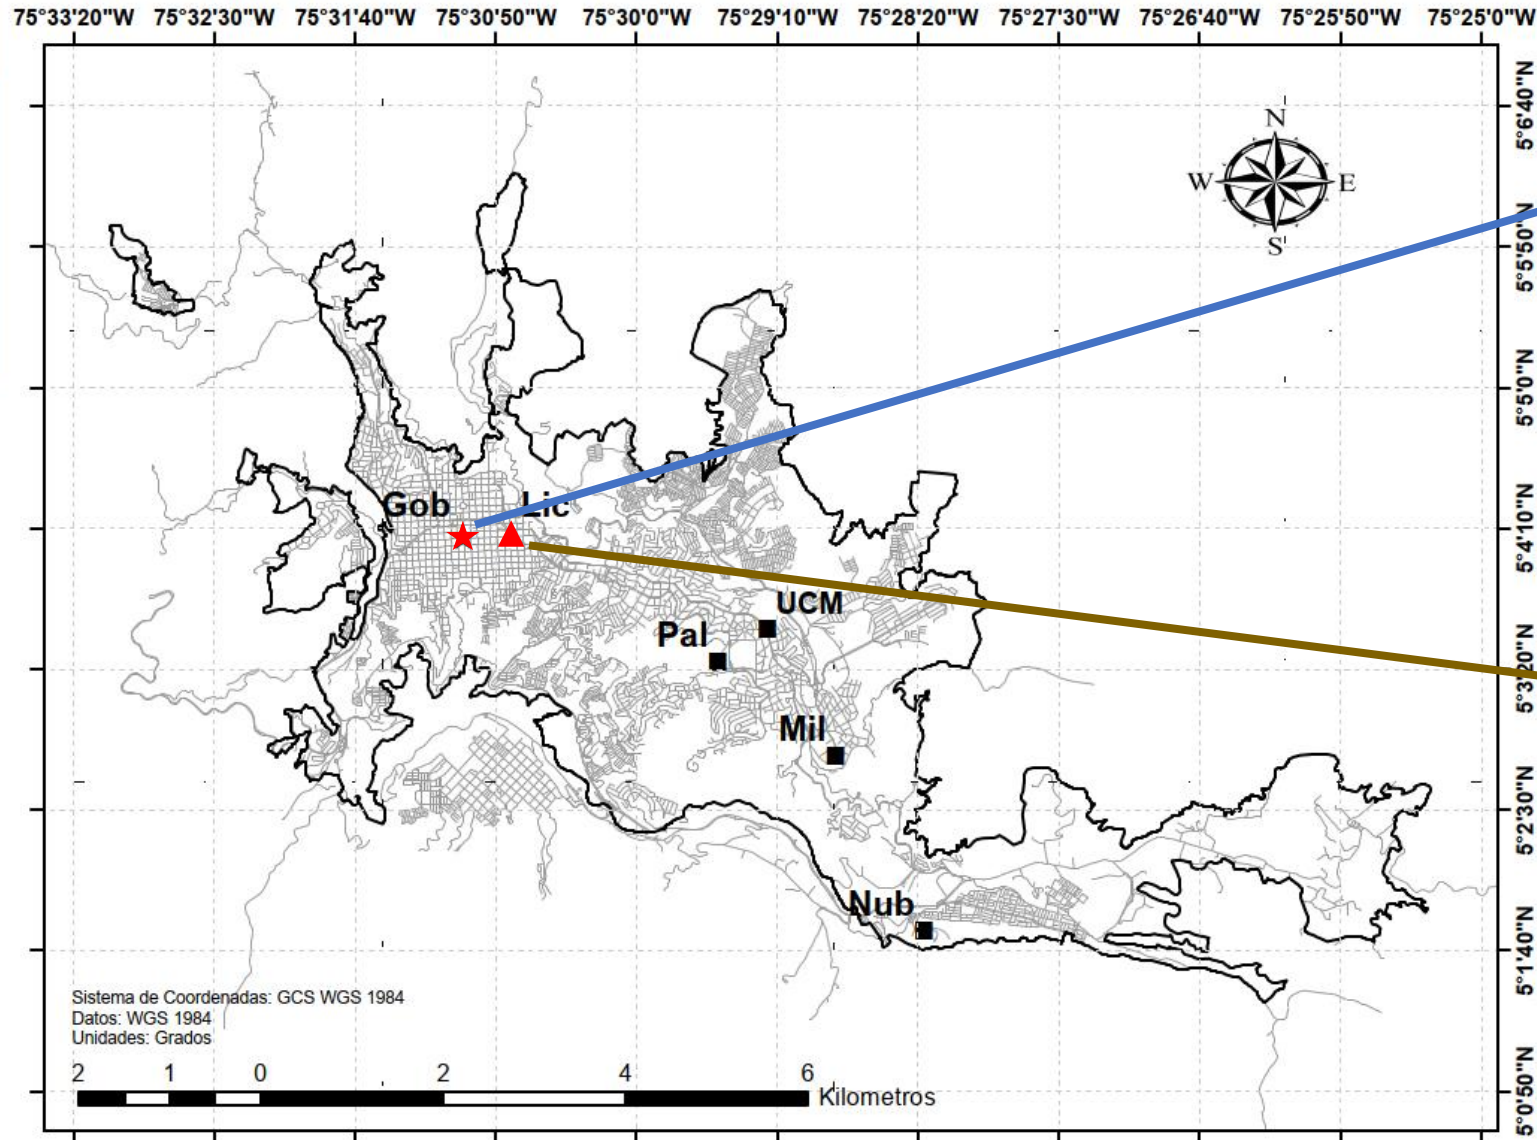 75°33'20"W 75°32'30"W 75°31'40"W 75°30'50"W 75°30'0"W 75°29'10"W 75°28'20"W 75°27'30"W 75°26'40"W 75°25'50"W 75°25'0"W
5°6'40"N
N
W E
S
5°5'50"N
5°5'0"N
Gob Lic
5°4'10"N
UCM
Pal
5°3'20"N
Mil
5°2'30"N
Nub
5°1'40"N
Sistema de Coordenadas: GCS WGS 1984
Datos: WGS 1984
Unidades: Grados
2 1 0 2 4 6
Kilometros
5°0'50"N